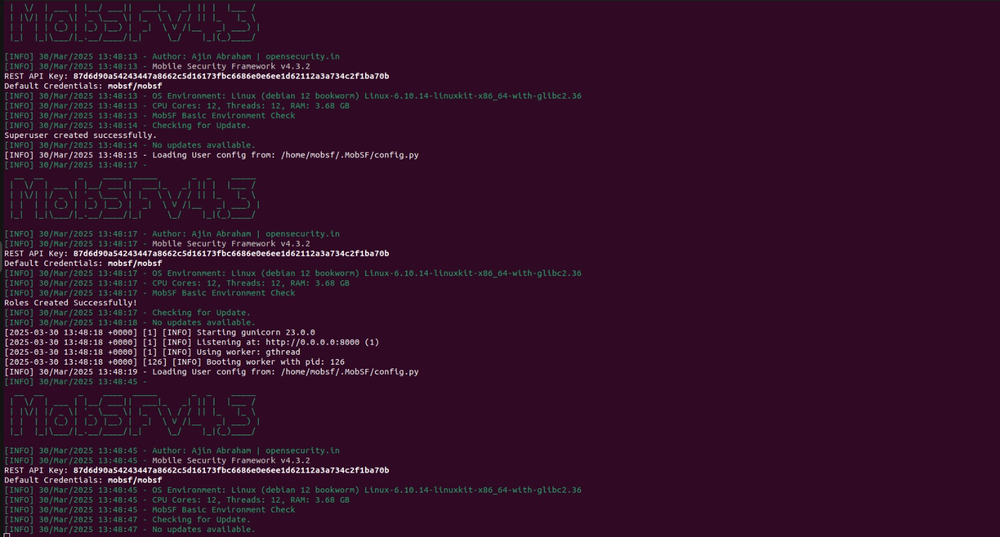 |  \/  | ___ | |__/ ___||  ___|_   _| || |  |___ /
 | |\/| |/ _ \| '_ \___ \| |_  \ \ / / || |_   |_ \
 | |  | | (_) | |_) |__) |  _|  \ V /|__   _| ___) |
 |_|  |_|\___/|_.__/____/|_|     \_/    |_|(_)____/
[INFO] 30/Mar/2025 13:48:13 - Author: Ajin Abraham | opensecurity.in
[INFO] 30/Mar/2025 13:48:13 - Mobile Security Framework v4.3.2
REST API Key: 87d6d90a54243447a8662c5d16173fbc6686e0e6ee1d62112a3a734c2f1ba70b
Default Credentials: mobsf/mobsf
[INFO] 30/Mar/2025 13:48:13 - OS Environment: Linux (debian 12 bookworm) Linux-6.10.14-linuxkit-x86_64-with-glibc2.36
[INFO] 30/Mar/2025 13:48:13 - CPU Cores: 12, Threads: 12, RAM: 3.68 GB
[INFO] 30/Mar/2025 13:48:13 - MobSF Basic Environment Check
[INFO] 30/Mar/2025 13:48:14 - Checking for Update.
Superuser created successfully.
[INFO] 30/Mar/2025 13:48:14 - No updates available.
[INFO] 30/Mar/2025 13:48:15 - Loading User config from: /home/mobsf/.MobSF/config.py
[INFO] 30/Mar/2025 13:48:17 -
  __  __       _    ____  _____       _  _    _____
 |  \/  | ___ | |__/ ___||  ___|_   _| || |  |___ /
 | |\/| |/ _ \| '_ \___ \| |_  \ \ / / || |_   |_ \
 | |  | | (_) | |_) |__) |  _|  \ V /|__   _| ___) |
 |_|  |_|\___/|_.__/____/|_|     \_/    |_|(_)____/
[INFO] 30/Mar/2025 13:48:17 - Author: Ajin Abraham | opensecurity.in
[INFO] 30/Mar/2025 13:48:17 - Mobile Security Framework v4.3.2
REST API Key: 87d6d90a54243447a8662c5d16173fbc6686e0e6ee1d62112a3a734c2f1ba70b
Default Credentials: mobsf/mobsf
[INFO] 30/Mar/2025 13:48:17 - OS Environment: Linux (debian 12 bookworm) Linux-6.10.14-linuxkit-x86_64-with-glibc2.36
[INFO] 30/Mar/2025 13:48:17 - CPU Cores: 12, Threads: 12, RAM: 3.68 GB
[INFO] 30/Mar/2025 13:48:17 - MobSF Basic Environment Check
Roles Created Successfully!
[INFO] 30/Mar/2025 13:48:17 - Checking for Update.
[INFO] 30/Mar/2025 13:48:18 - No updates available.
[2025-03-30 13:48:18 +0000] [1] [INFO] Starting gunicorn 23.0.0
[2025-03-30 13:48:18 +0000] [1] [INFO] Listening at: http://0.0.0.0:8000 (1)
[2025-03-30 13:48:18 +0000] [1] [INFO] Using worker: gthread
[2025-03-30 13:48:18 +0000] [126] [INFO] Booting worker with pid: 126
[INFO] 30/Mar/2025 13:48:19 - Loading User config from: /home/mobsf/.MobSF/config.py
[INFO] 30/Mar/2025 13:48:45 -
  __  __       _    ____  _____       _  _    _____
 |  \/  | ___ | |__/ ___||  ___|_   _| || |  |___ /
 | |\/| |/ _ \| '_ \___ \| |_  \ \ / / || |_   |_ \
 | |  | | (_) | |_) |__) |  _|  \ V /|__   _| ___) |
 |_|  |_|\___/|_.__/____/|_|     \_/    |_|(_)____/
[INFO] 30/Mar/2025 13:48:45 - Author: Ajin Abraham | opensecurity.in
[INFO] 30/Mar/2025 13:48:45 - Mobile Security Framework v4.3.2
REST API Key: 87d6d90a54243447a8662c5d16173fbc6686e0e6ee1d62112a3a734c2f1ba70b
Default Credentials: mobsf/mobsf
[INFO] 30/Mar/2025 13:48:45 - OS Environment: Linux (debian 12 bookworm) Linux-6.10.14-linuxkit-x86_64-with-glibc2.36
[INFO] 30/Mar/2025 13:48:45 - CPU Cores: 12, Threads: 12, RAM: 3.68 GB
[INFO] 30/Mar/2025 13:48:45 - MobSF Basic Environment Check
[INFO] 30/Mar/2025 13:48:47 - Checking for Update.
[INFO] 30/Mar/2025 13:48:47 - No updates available.